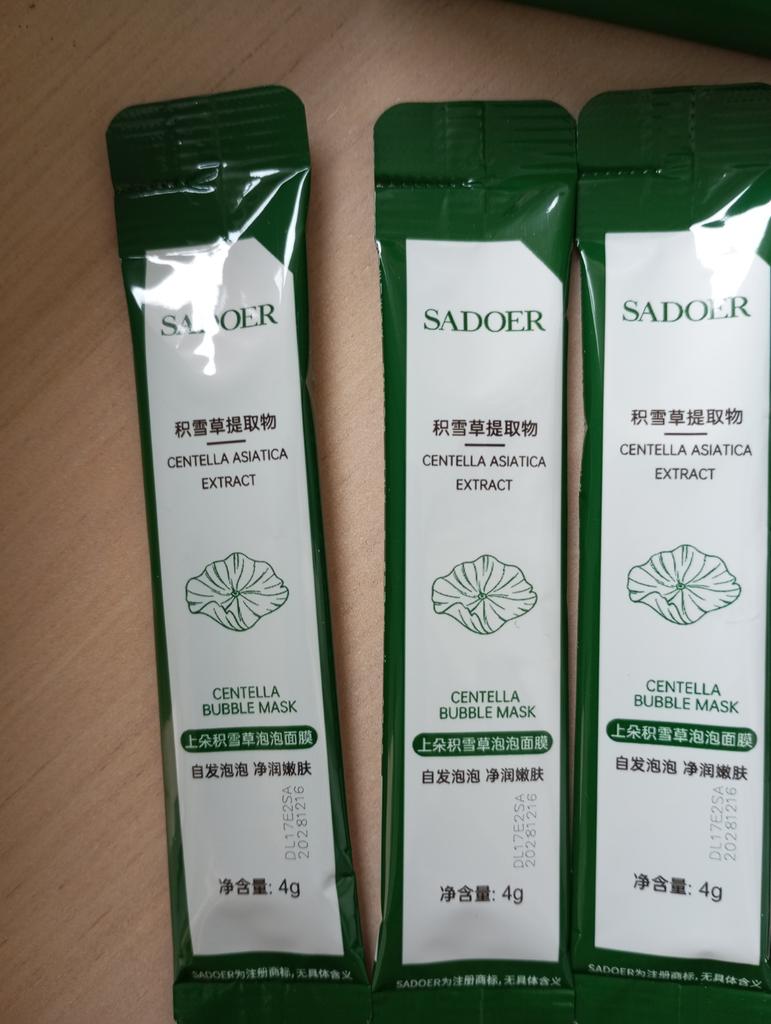 SADOER
积雪草提取物
CENTELLA ASIATICA
EXTRACT
CENTELLA
BUBBLE MASK
上朵积雪草泡泡面膜
自发泡泡 净润嫩肤
DL17E2SA
20281216
净含量: 4g
SADOER为注册商标,无具体含义
SADOER
积雪草提取物
CENTELLA ASIATICA
EXTRACT
CENTELLA
BUBBLE MASK
上朵积雪草泡泡面膜
自发泡泡 净润嫩肤
DL17E2SA
20281216
净含量: 4g
SADOER为注册商标,无具体含义
SADOER
积雪草提取物
CENTELLA ASIATICA
EXTRACT
CENTELLA
BUBBLE MASK
上朵积雪草泡泡面膜
自发泡泡 净润嫩肤
DL17E2SA
20281216
净含量: 4g
SADOER为注册商标,无具体含义